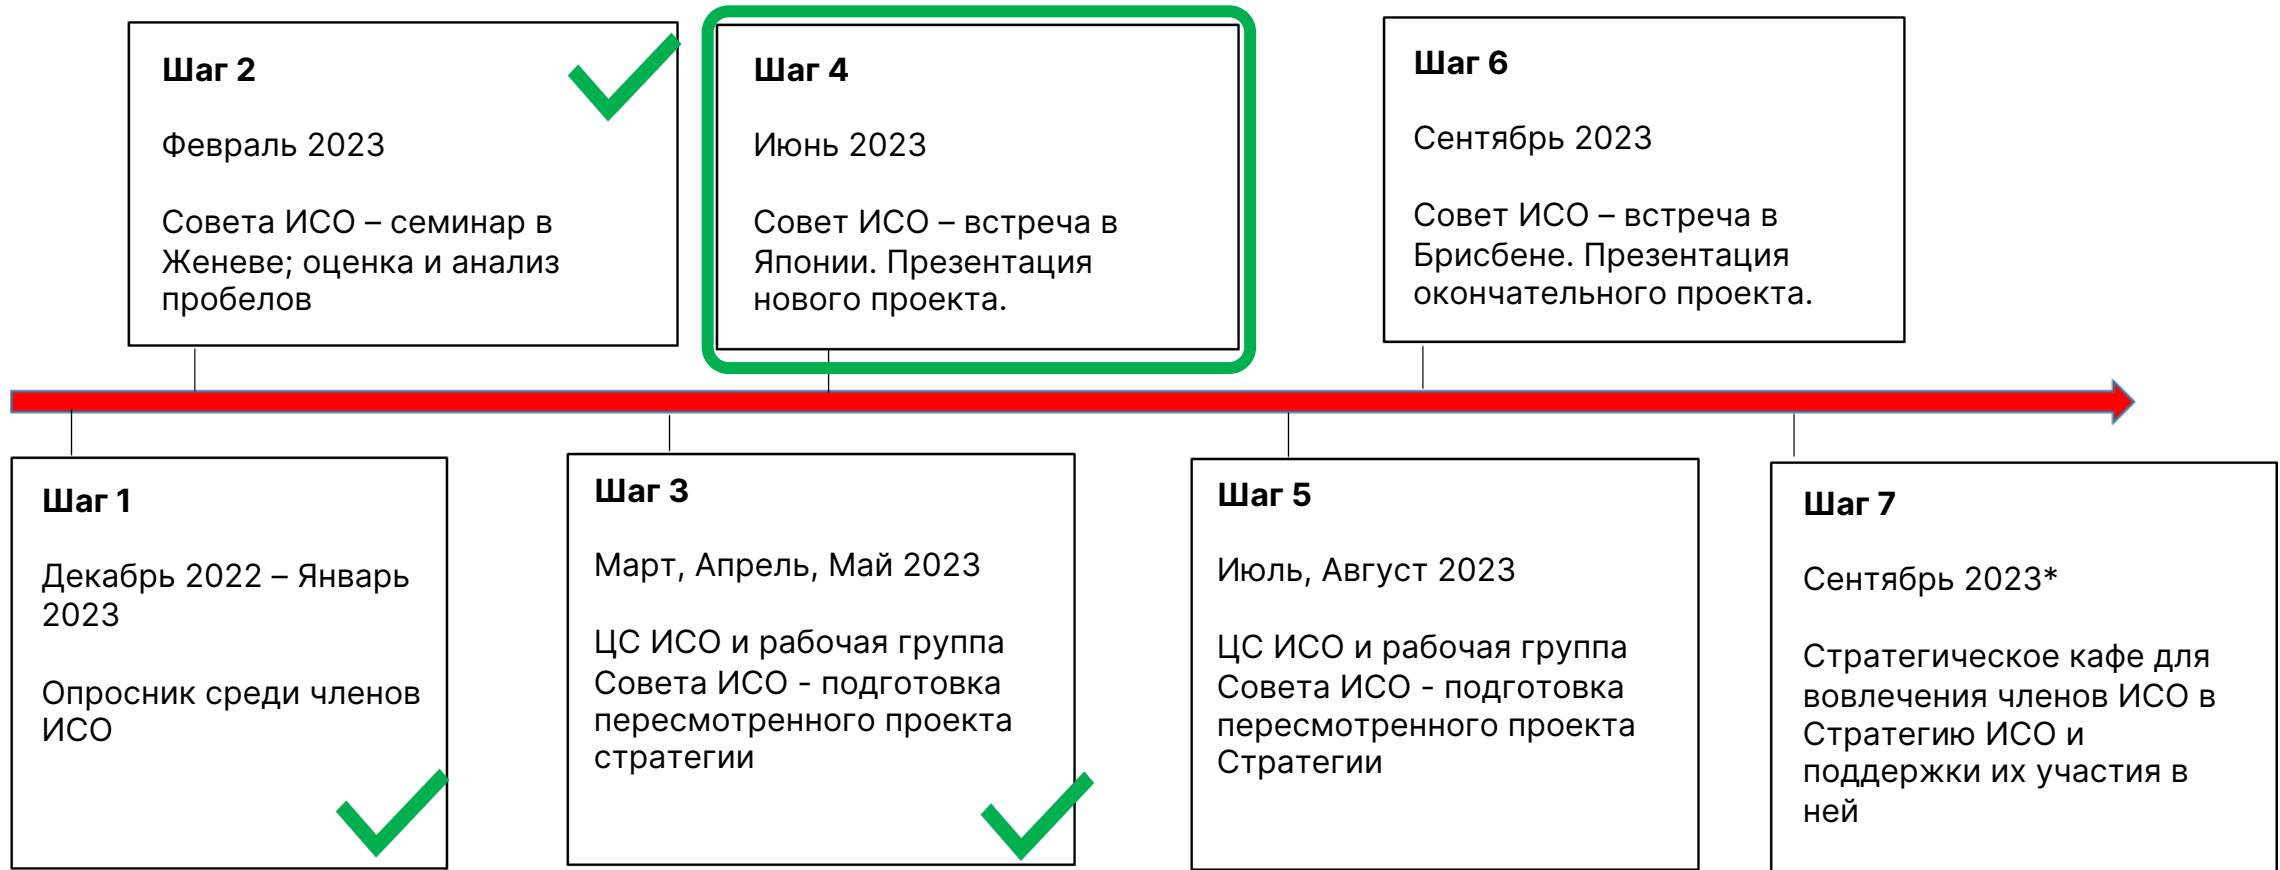 Шаг 2
Февраль 2023
Совета ИСО – семинар в
Женеве; оценка и анализ
пробелов
Шаг 4
Июнь 2023
Совет ИСО – встреча в
Японии. Презентация
нового проекта.
Шаг 6
Сентябрь 2023
Совет ИСО – встреча в
Брисбене. Презентация
окончательного проекта.
Шаг 1
Декабрь 2022 – Январь
2023
Опросник среди членов
ИСО
Шаг 3
Март, Апрель, Май 2023
ЦС ИСО и рабочая группа
Совета ИСО - подготовка
пересмотренного проекта
стратегии
Шаг 5
Июль, Август 2023
ЦС ИСО и рабочая группа
Совета ИСО - подготовка
пересмотренного проекта
Стратегии
Шаг 7
Сентябрь 2023*
Стратегическое кафе для
вовлечения членов ИСО в
Стратегию ИСО и
поддержки их участия в
ней